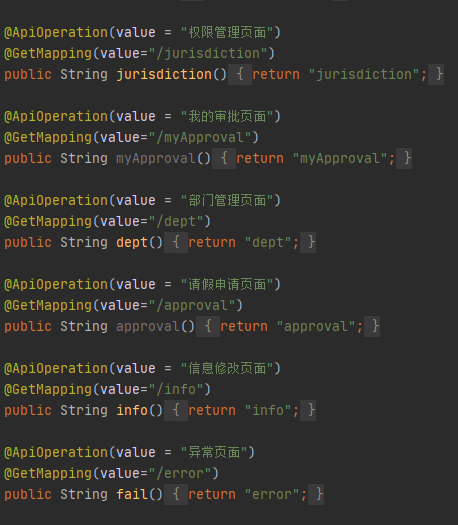 @ApiOperation(value = "权限管理页面")
@GetMapping(value="/jurisdiction")
public String jurisdiction() { return "jurisdiction"; }
@ApiOperation(value = "我的审批页面")
@GetMapping(value="/myApproval")
public String myApproval() { return "myApproval"; }
@ApiOperation(value = "部门管理页面")
@GetMapping(value="/dept")
public String dept() { return "dept"; }
@ApiOperation(value = "请假申请页面")
@GetMapping(value="/approval")
public String approval() { return "approval"; }
@ApiOperation(value = "信息修改页面")
@GetMapping(value="/info")
public String info() { return "info"; }
@ApiOperation(value = "异常页面")
@GetMapping(value="/error")
public String fail() { return "error"; }